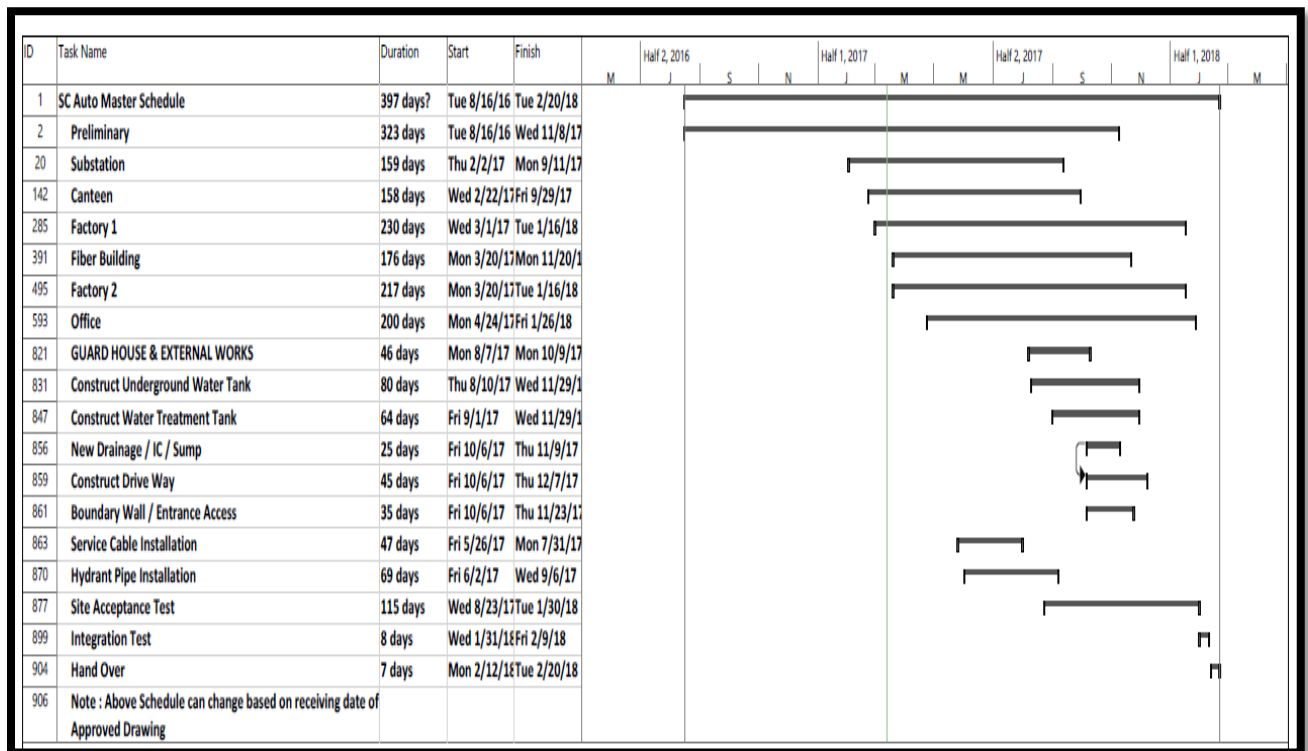 ID Task Name Duration Start Finish Half 2, 2016 Half 1, 2017 Half 2, 2017 Half 1, 2018
M J S N J M M J S N J M
1 SC Auto Master Schedule 397 days? Tue 8/16/16 Tue 2/20/18
2 Preliminary 323 days Tue 8/16/16 Wed 11/8/17
20 Substation 159 days Thu 2/2/17 Mon 9/11/17
142 Canteen 158 days Wed 2/22/17 Fri 9/29/17
285 Factory 1 230 days Wed 3/1/17 Tue 1/16/18
391 Fiber Building 176 days Mon 3/20/17 Mon 11/20/1
495 Factory 2 217 days Mon 3/20/17 Tue 1/16/18
593 Office 200 days Mon 4/24/17 Fri 1/26/18
821 GUARD HOUSE & EXTERNAL WORKS 46 days Mon 8/7/17 Mon 10/9/17
831 Construct Underground Water Tank 80 days Thu 8/10/17 Wed 11/29/1
847 Construct Water Treatment Tank 64 days Fri 9/1/17 Wed 11/29/1
856 New Drainage / IC / Sump 25 days Fri 10/6/17 Thu 11/9/17
859 Construct Drive Way 45 days Fri 10/6/17 Thu 12/7/17
861 Boundary Wall / Entrance Access 35 days Fri 10/6/17 Thu 11/23/17
863 Service Cable Installation 47 days Fri 5/26/17 Mon 7/31/17
870 Hydrant Pipe Installation 69 days Fri 6/2/17 Wed 9/6/17
877 Site Acceptance Test 115 days Wed 8/23/17 Tue 1/30/18
899 Integration Test 8 days Wed 1/31/18 Fri 2/9/18
904 Hand Over 7 days Mon 2/12/18 Tue 2/20/18
906 Note : Above Schedule can change based on receiving date of
Approved Drawing